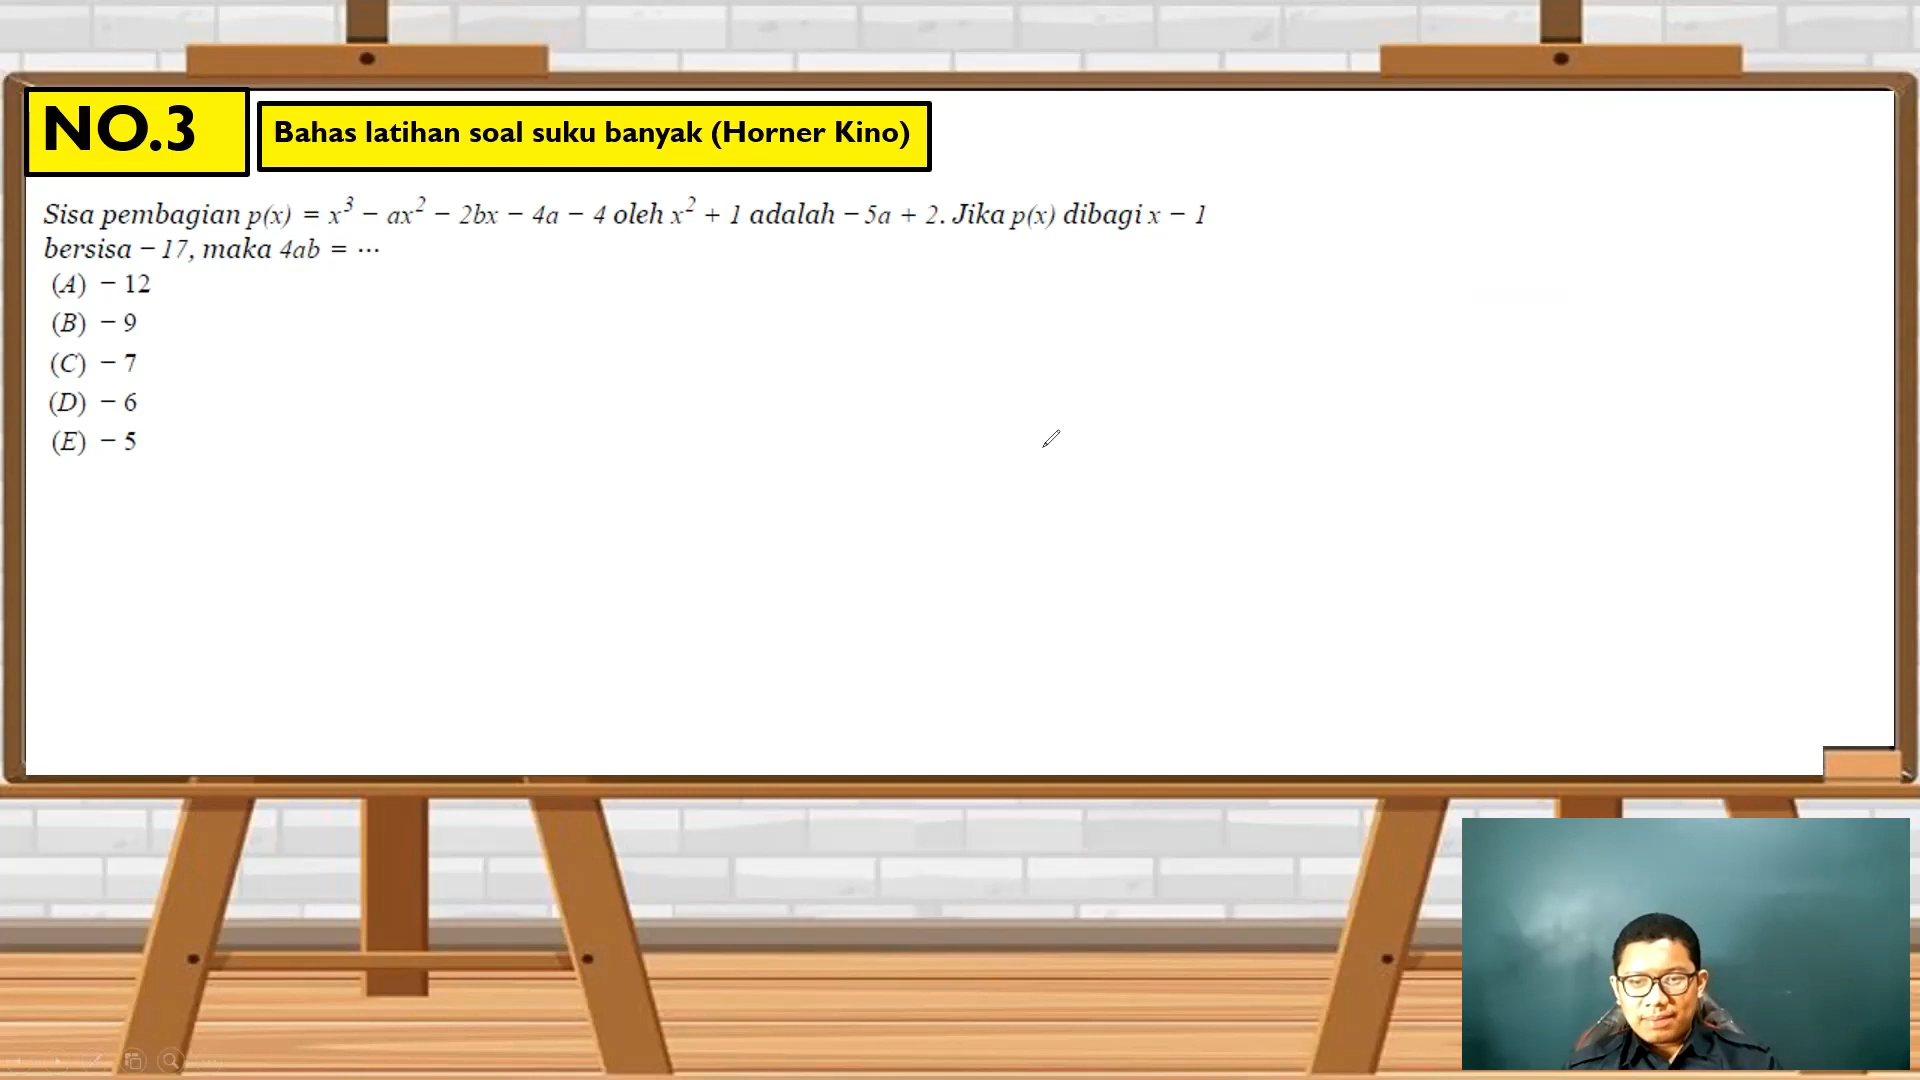 NO.3
Bahas latihan soal suku banyak (Horner Kino)
Sisa pembagian p(x) = x³ − ax² − 2bx − 4a − 4 oleh x² + 1 adalah − 5a + 2. Jika p(x) dibagi x − 1
bersisa − 17, maka 4ab = ···
(A) − 12
(B) − 9
(C) − 7
(D) − 6
(E) − 5